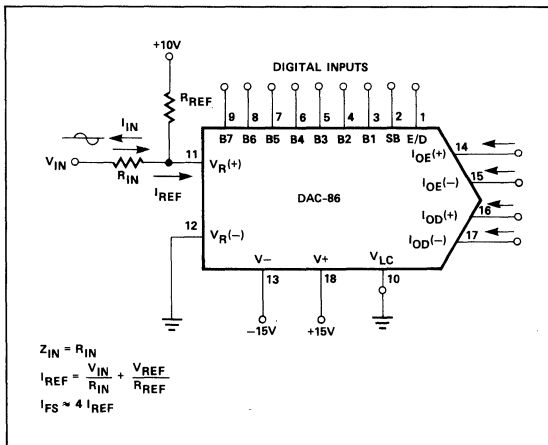 +10V
DIGITAL INPUTS
R_REF
I_IN
9 8 7 6 5 4 3 2 1
B7 B6 B5 B4 B3 B2 B1 SB E/D
V_IN
R_IN
11
V_R(+)
I_REF
DAC-86
I_OE(+)
14
I_OE(-)
15
I_OD(+)
16
I_OD(-)
17
12
V_R(-)
V- V+ V_LC
13 18 10
-15V +15V
Z_IN = R_IN
I_REF = V_IN/R_IN + V_REF/R_REF
I_FS ≈ 4 I_REF